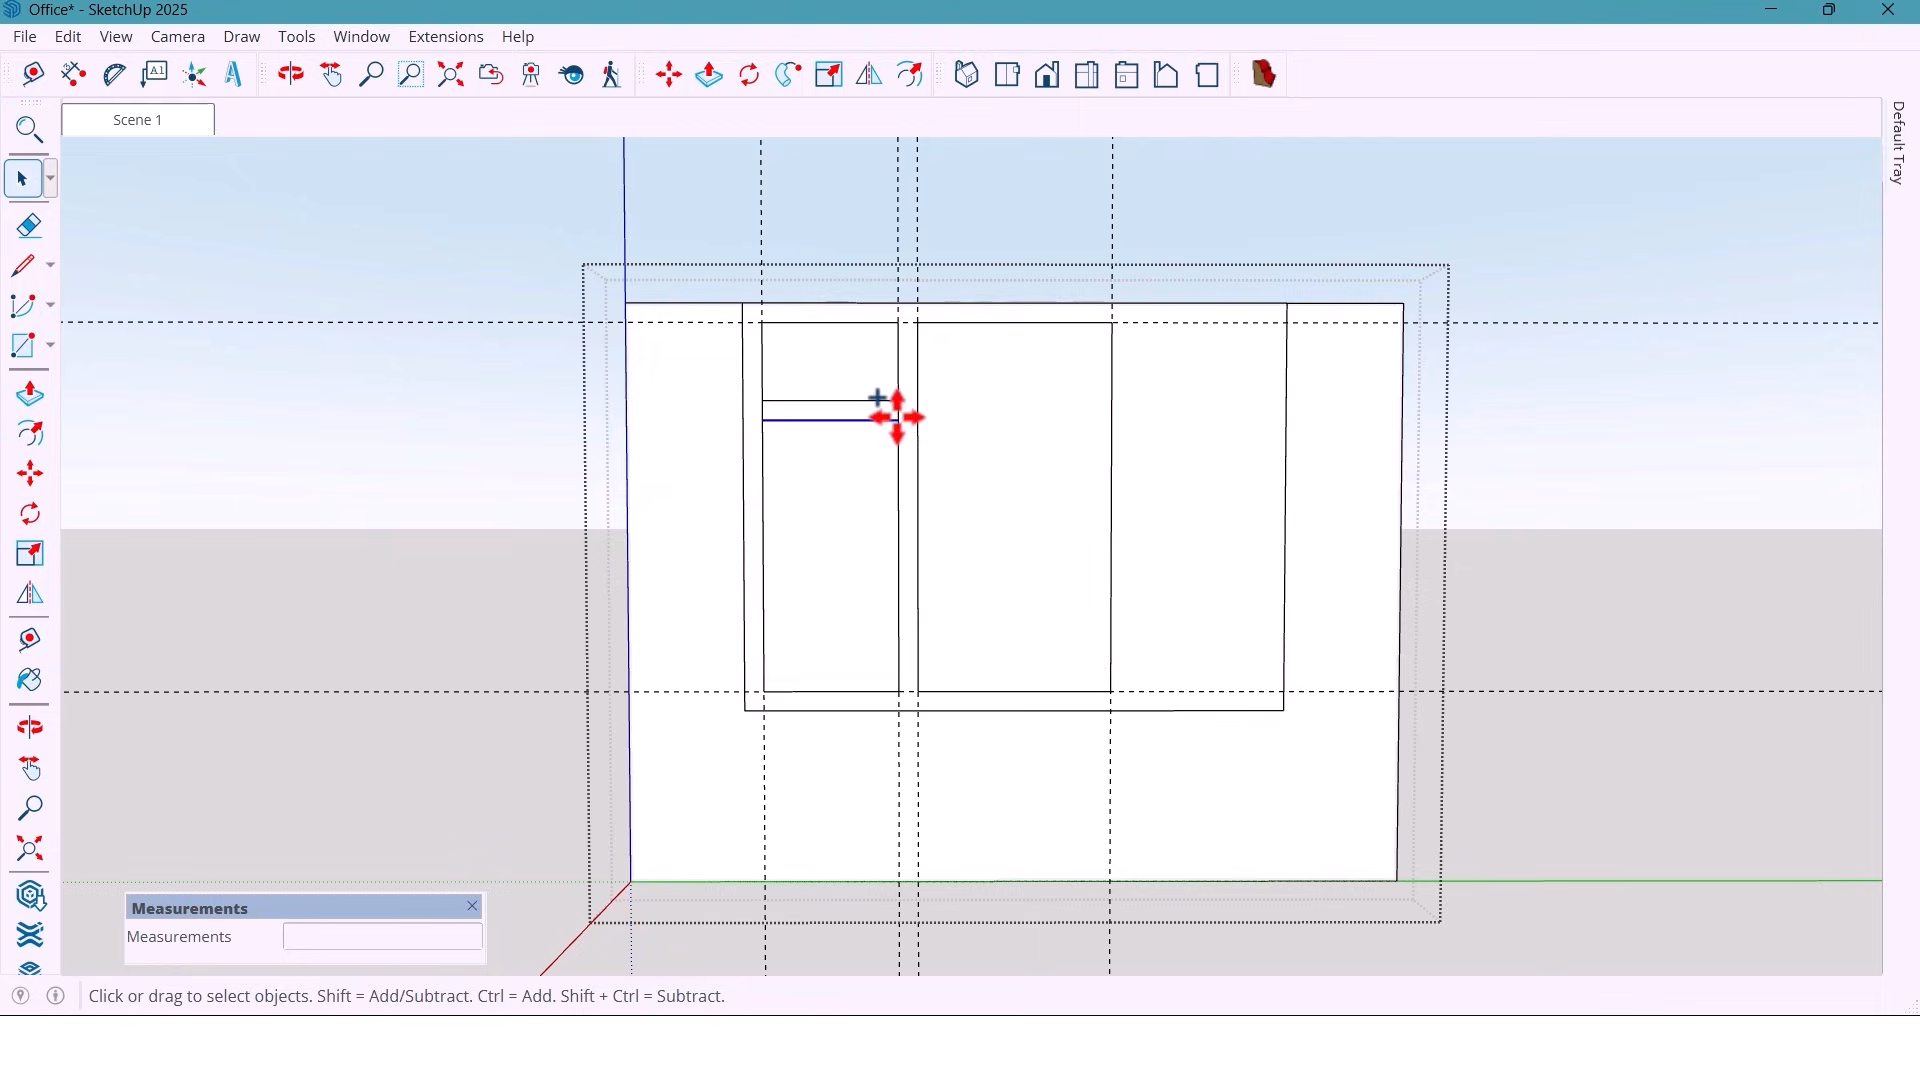 Office* - SketchUp 2025
File Edit View Camera Draw Tools Window Extensions Help
A1
Scene 1
Default Tray
Measurements
Measurements
Click or drag to select objects. Shift = Add/Subtract. Ctrl = Add. Shift + Ctrl = Subtract.